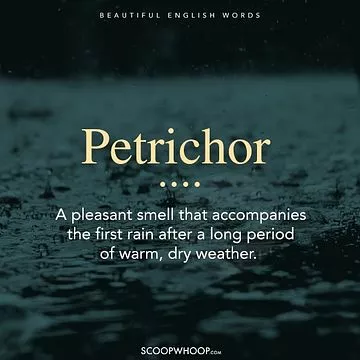 BEAUTIFUL ENGLISH WORDS
Petrichor
A pleasant smell that accompanies
the first rain after a long period
of warm, dry weather.
SCOOPWHOOP.COM